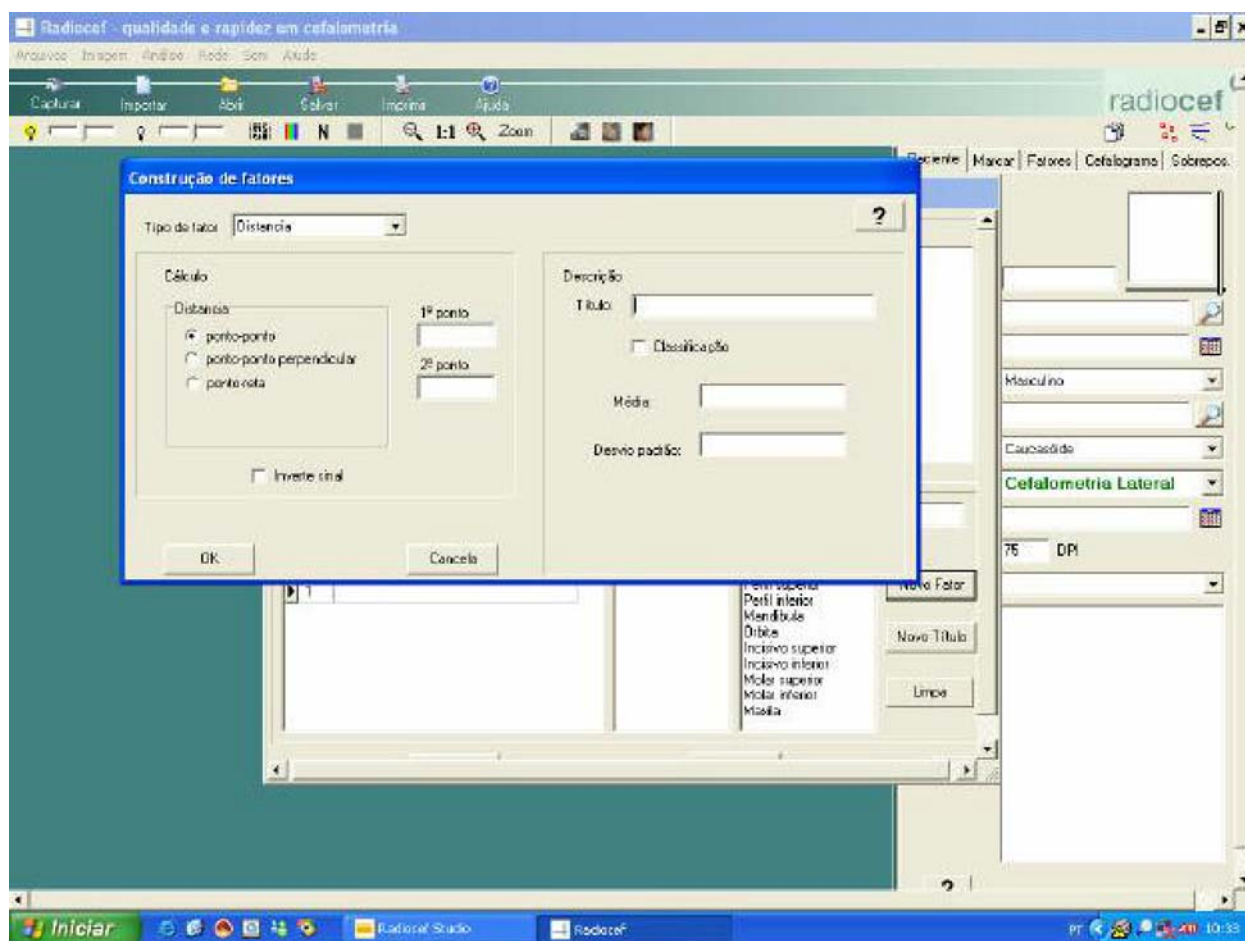 Radiocef - qualidade e rapidez em cefalometria
Arquivos Imagem Análise Rede Som Ajuda
Capturar Importar Abrir Salvar Imprima Ajuda
radiocef
N 1:1 Zoom
Paciente Marcar Fatores Cefalograma Sobrepos.
Construção de fatores
Tipo de fator Distancia
?
Cálculo
Distancia
ponto-ponto
ponto-ponto perpendicular
ponto-reta
1º ponto
2º ponto
Inverte sinal
OK
Cancela
Descrição
Título:
Classificação
Média:
Desvio padrão:
Masculino
Caucasóide
Cefalometria Lateral
75 DPI
1
Perfil superior
Perfil inferior
Mandíbula
Órbita
Incisivo superior
Incisivo inferior
Molar superior
Molar inferior
Maxila
Novo Fator
Novo Título
Limpa
?
Iniciar
Radiocef Studio
Radiocef
PT
10:33